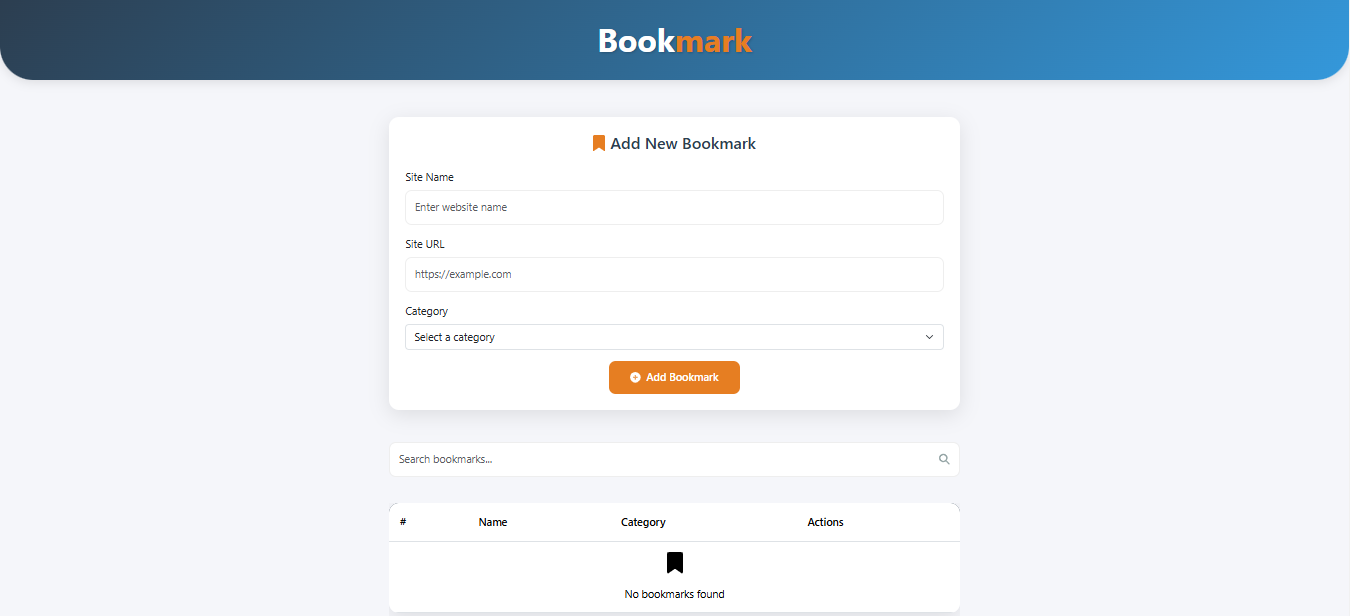 Bookmark
Add New Bookmark
Site Name
Enter website name
Site URL
https://example.com
Category
Select a category
Add Bookmark
Search bookmarks...
# Name Category Actions
No bookmarks found